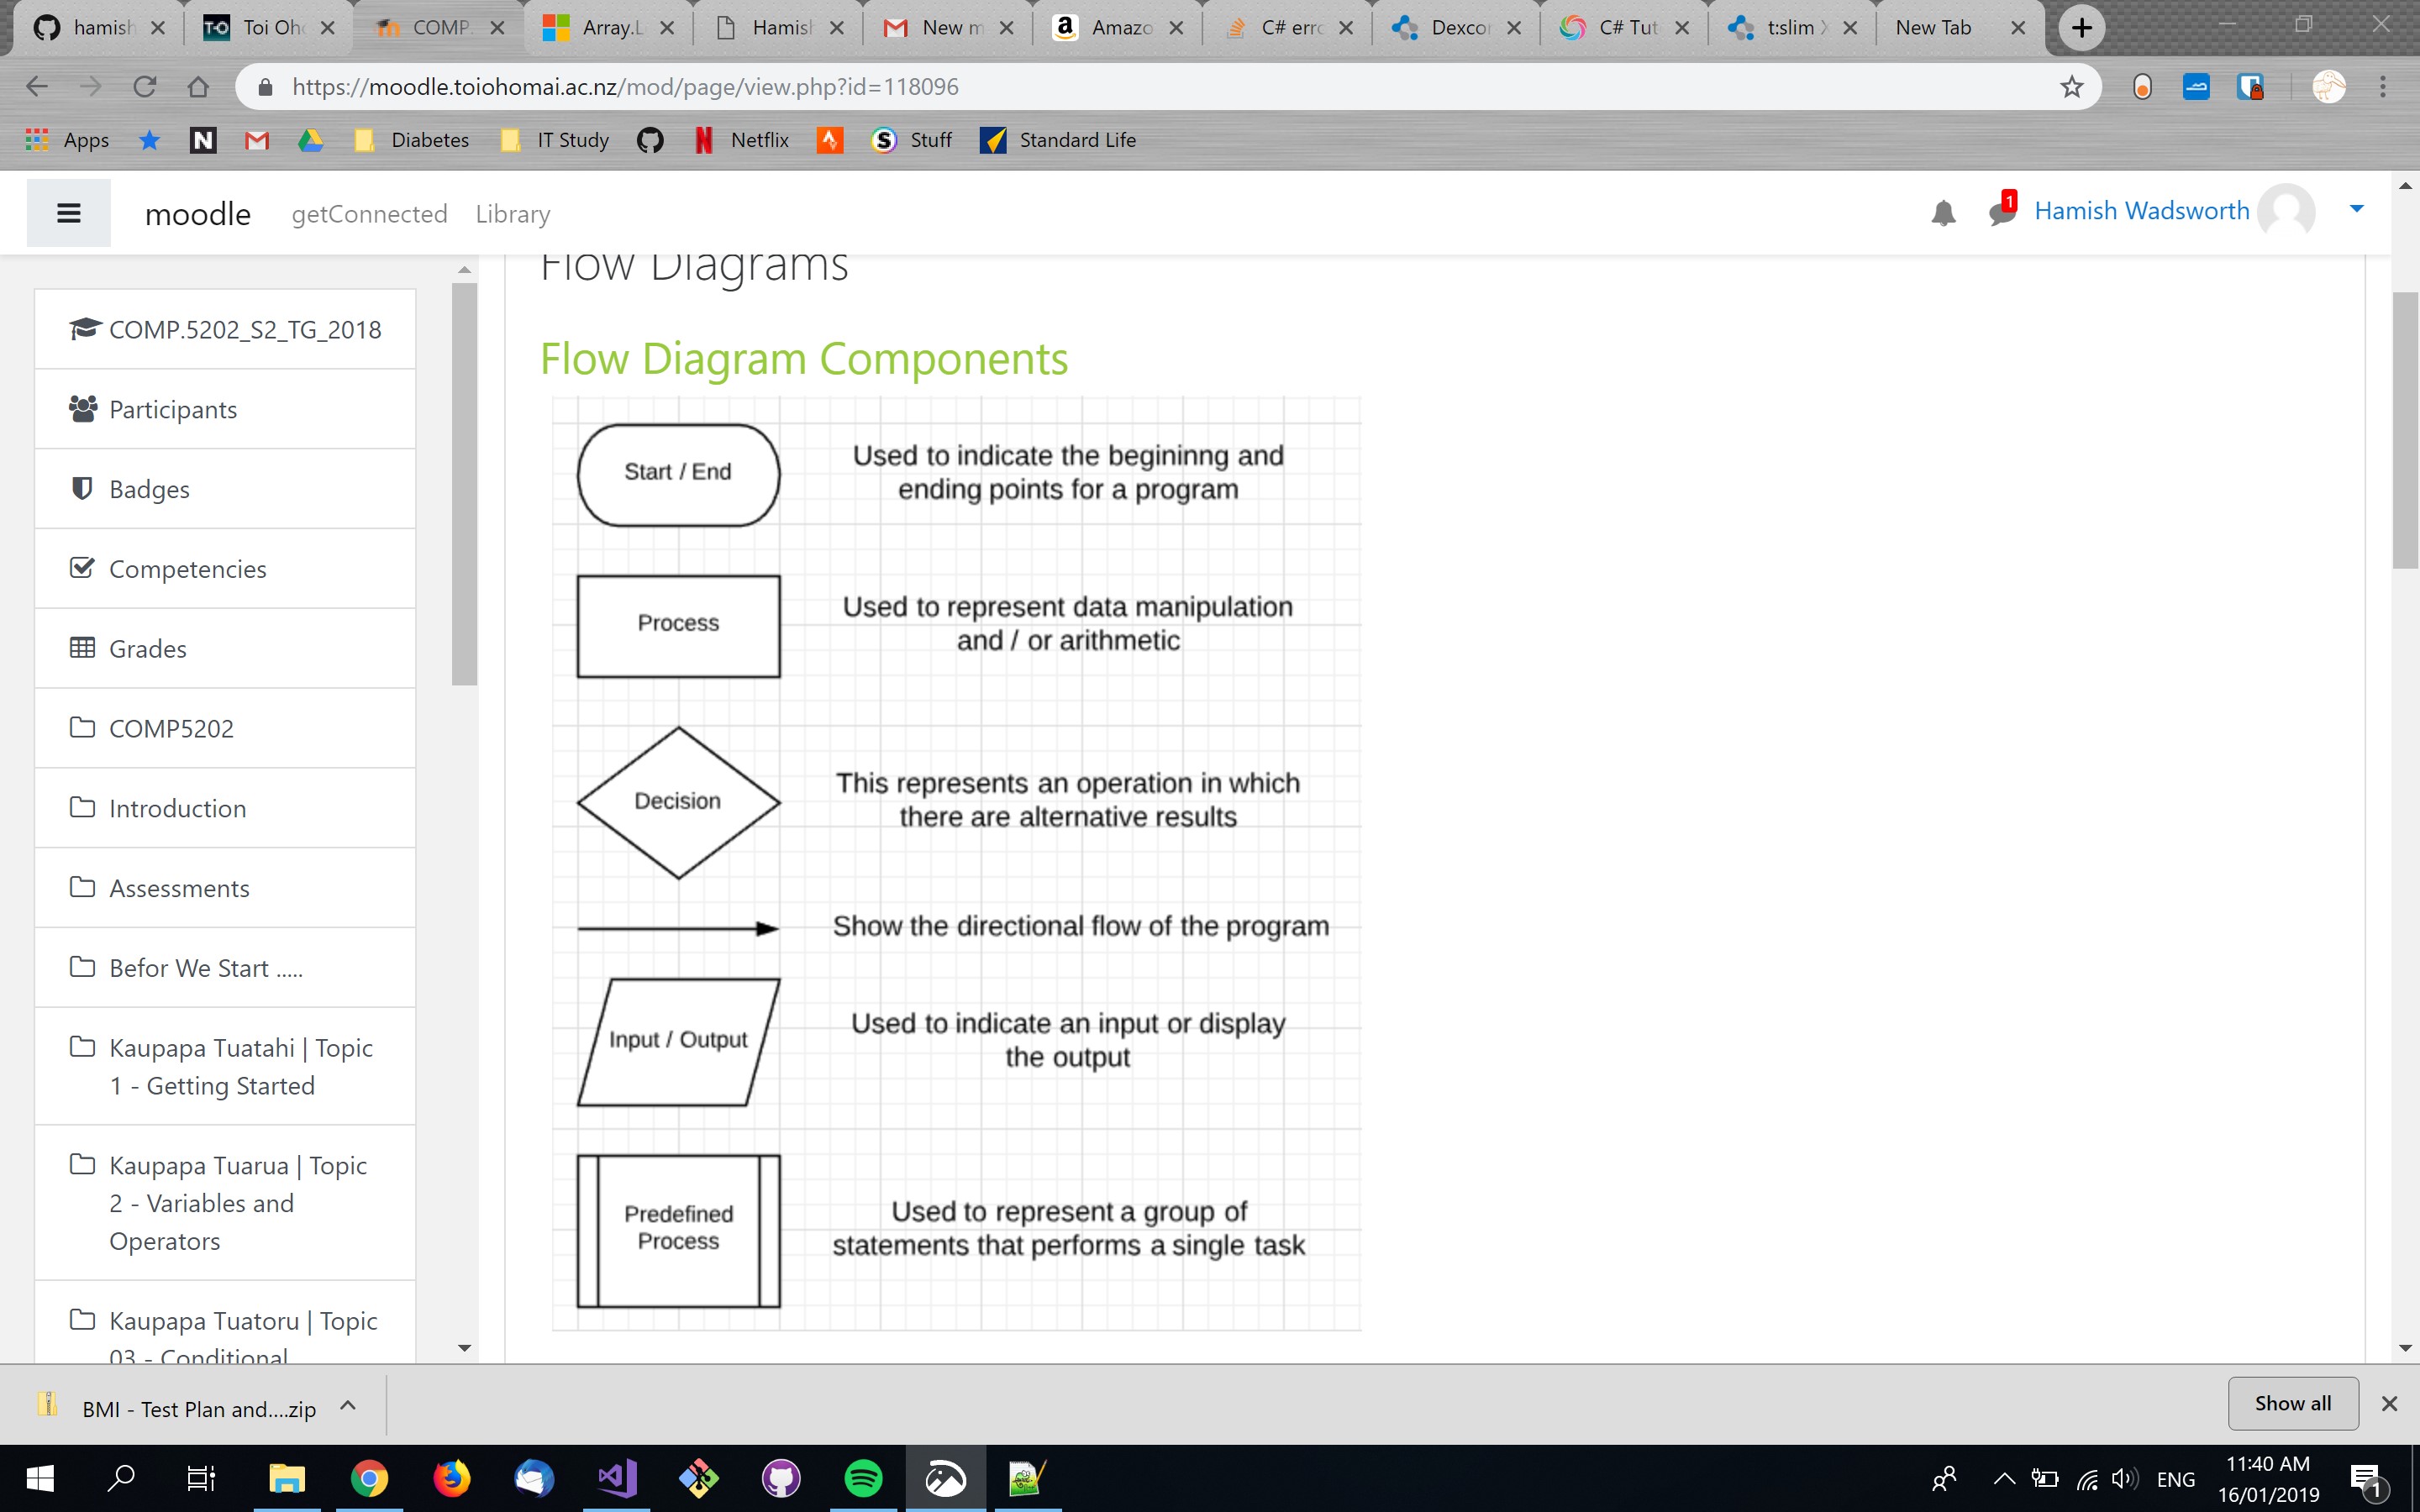 hamish
Toi Oh
COMP.
Array.L
Hamish
New m
Amazo
C# erro
Dexcor
C# Tut
t:slim X
New Tab
https://moodle.toiohomai.ac.nz/mod/page/view.php?id=118096
Apps
Diabetes
IT Study
Netflix
Stuff
Standard Life
moodle
getConnected
Library
1
Hamish Wadsworth
Flow Diagrams
COMP.5202_S2_TG_2018
Participants
Badges
Competencies
Grades
COMP5202
Introduction
Assessments
Befor We Start .....
Kaupapa Tuatahi | Topic
1 - Getting Started
Kaupapa Tuarua | Topic
2 - Variables and
Operators
Kaupapa Tuatoru | Topic
03 - Conditional
Flow Diagram Components
Start / End
Used to indicate the begininng and
ending points for a program
Process
Used to represent data manipulation
and / or arithmetic
Decision
This represents an operation in which
there are alternative results
Show the directional flow of the program
Input / Output
Used to indicate an input or display
the output
Predefined
Process
Used to represent a group of
statements that performs a single task
BMI - Test Plan and....zip
Show all
ENG
11:40 AM
16/01/2019
1